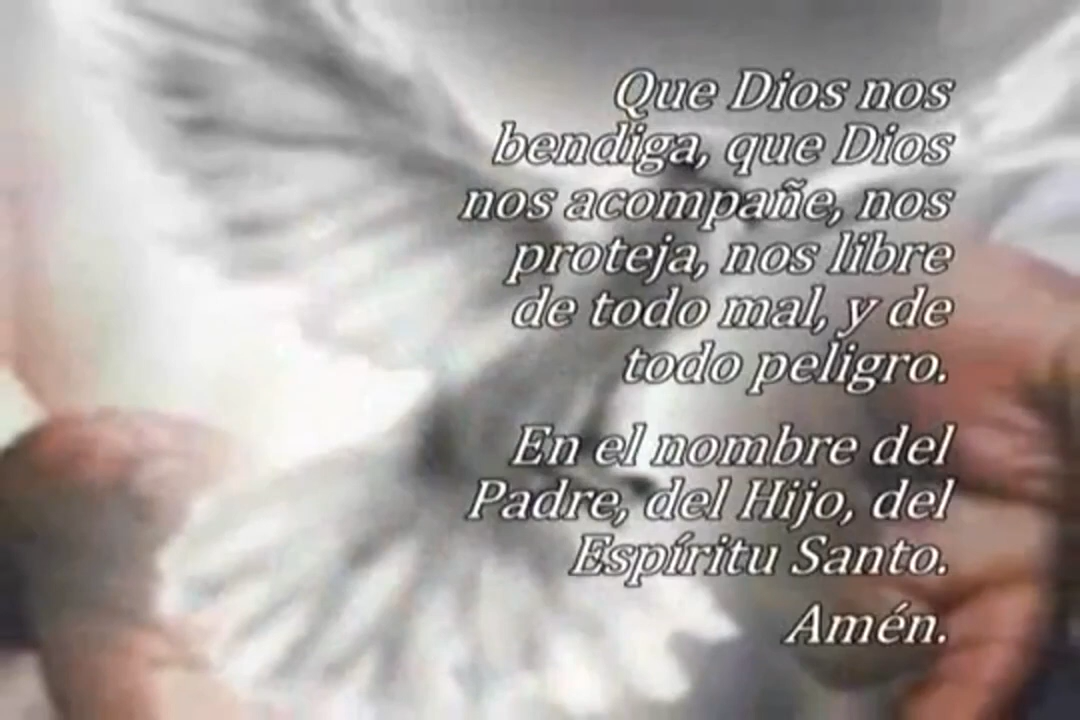 Que Dios nos
bendiga, que Dios
nos acompañe, nos
proteja, nos libre
de todo mal, y de
todo peligro.
En el nombre del
Padre, del Hijo, del
Espíritu Santo.
Amén.